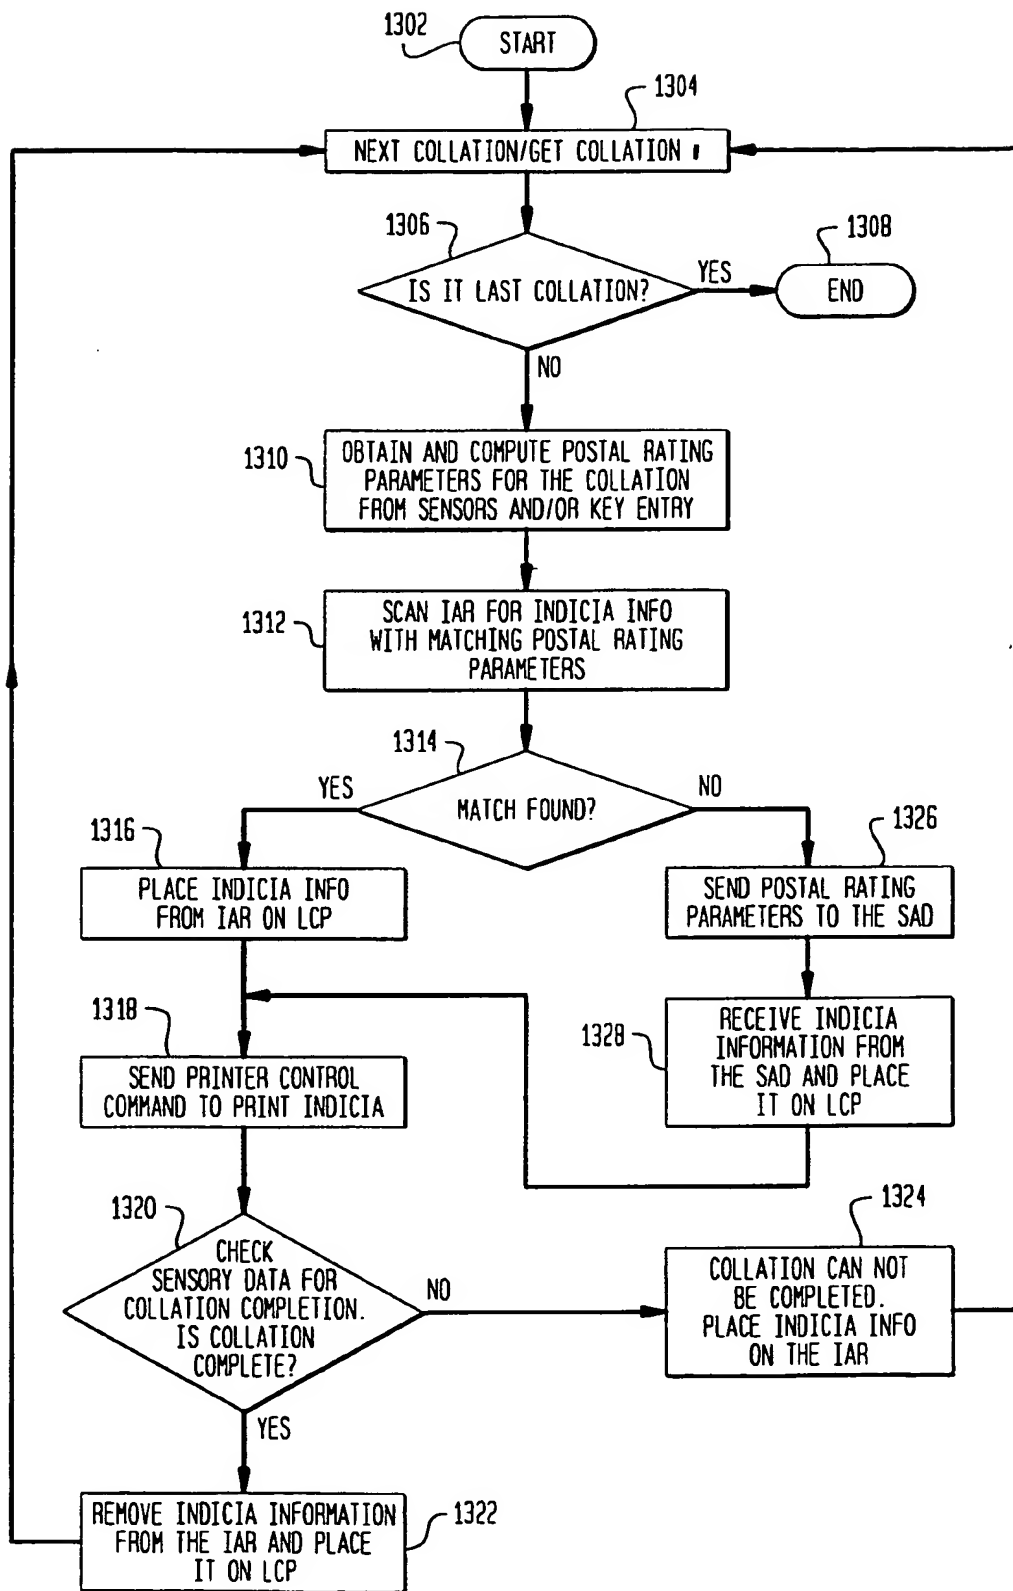 1302
START
1304
NEXT COLLATION/GET COLLATION
1306
IS IT LAST COLLATION?
YES
1308
END
NO
1310
OBTAIN AND COMPUTE POSTAL RATING
PARAMETERS FOR THE COLLATION
FROM SENSORS AND/OR KEY ENTRY
1312
SCAN IAR FOR INDICIA INFO
WITH MATCHING POSTAL RATING
PARAMETERS
1314
YES
MATCH FOUND?
NO
1316
PLACE INDICIA INFO
FROM IAR ON LCP
1326
SEND POSTAL RATING
PARAMETERS TO THE SAD
1318
SEND PRINTER CONTROL
COMMAND TO PRINT INDICIA
1328
RECEIVE INDICIA
INFORMATION FROM
THE SAD AND PLACE
IT ON LCP
1320
CHECK
SENSORY DATA FOR
COLLATION COMPLETION.
IS COLLATION
COMPLETE?
NO
1324
COLLATION CAN NOT
BE COMPLETED.
PLACE INDICIA INFO
ON THE IAR
YES
REMOVE INDICIA INFORMATION
FROM THE IAR AND PLACE
IT ON LCP
1322